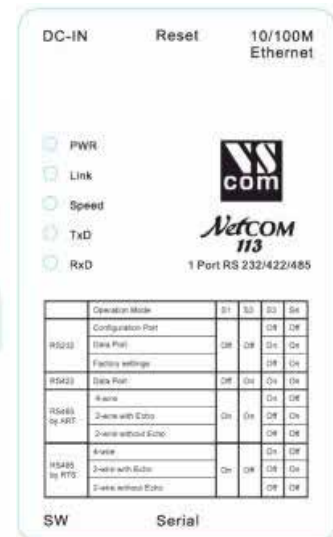 DC-IN Reset 10/100M
Ethernet
PWR
Link
Speed
TxD
RxD
VS
com
NetCOM
113
1 Port RS 232/422/485
Operation Mode S1 S2 S3 S4
RS232 Configuration Port Off Off Off Off
Data Port On On
Factory settings Off On
RS422 Data Port Off On On On
RS485 by ART 4-wire On On On Off
2-wire with Echo Off On
2-wire without Echo Off Off
RS485 by RTS 4-wire On Off On Off
2-wire with Echo Off On
2-wire without Echo Off Off
SW Serial